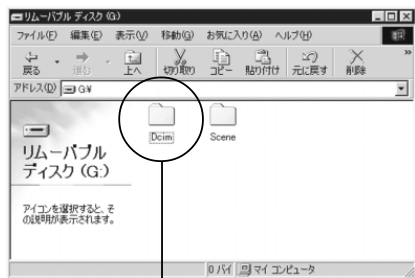 リムーバブル ディスク (G:)
ファイル(F) 編集(E) 表示(V) 移動(G) お気に入り(A) ヘルプ(H)
戻る 進む 上へ 切り取り コピー 貼り付け 元に戻す 削除 »
アドレス(D) G:¥
リムーバブル
ディスク (G:)
アイコンを選択すると、そ
の説明が表示されます。
Dcim Scene
0 バイト マイ コンピュータ